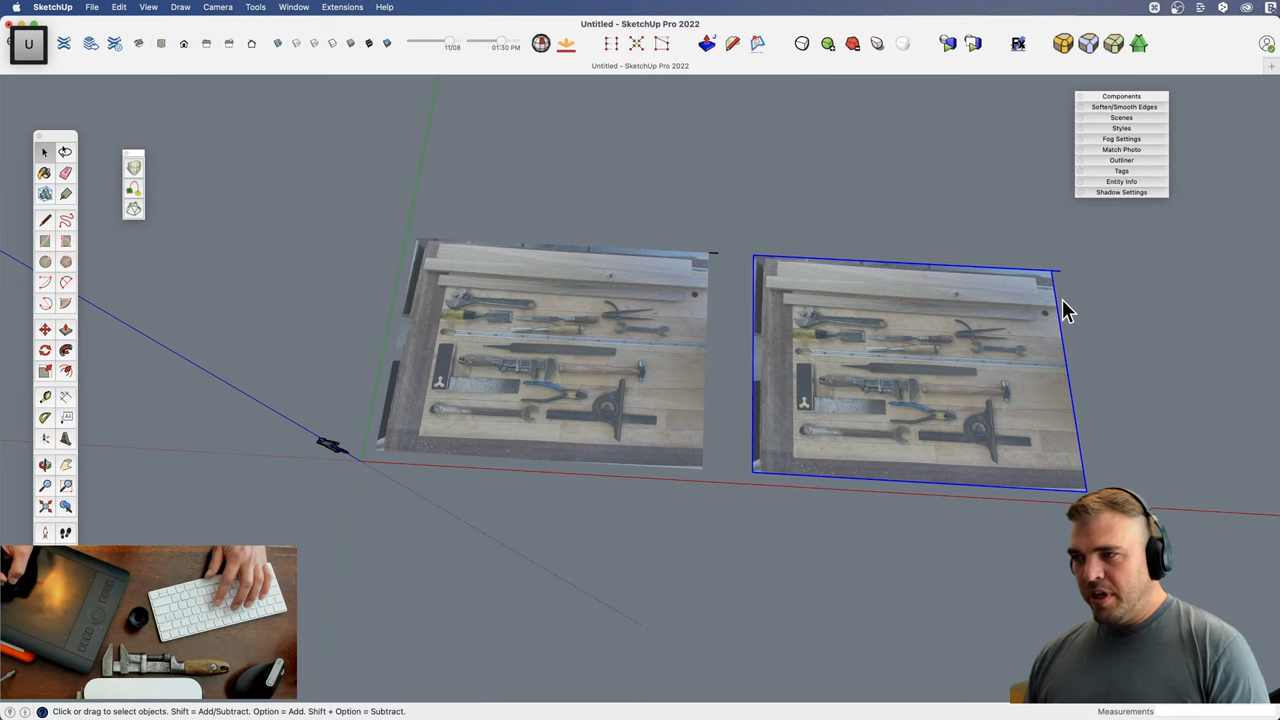 SketchUp File Edit View Draw Camera Tools Window Extensions Help
Untitled - SketchUp Pro 2022
U
11/08 01:30 PM
Untitled - SketchUp Pro 2022
Components
Soften/Smooth Edges
Scenes
Styles
Fog Settings
Match Photo
Outliner
Tags
Entity Info
Shadow Settings
Click or drag to select objects. Shift = Add/Subtract. Option = Add. Shift + Option = Subtract.
Measurements